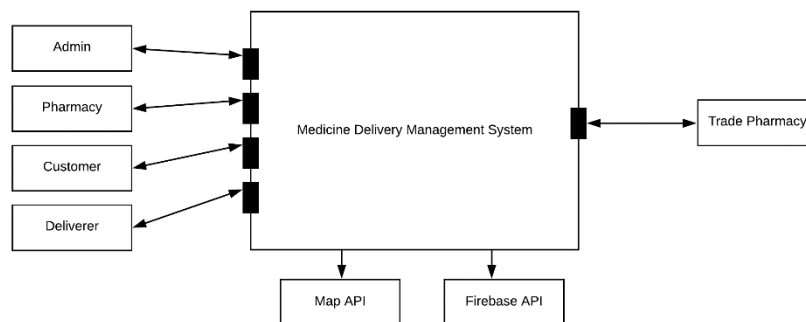 Admin
Pharmacy
Customer
Deliverer
Medicine Delivery Management System
Trade Pharmacy
Map API
Firebase API